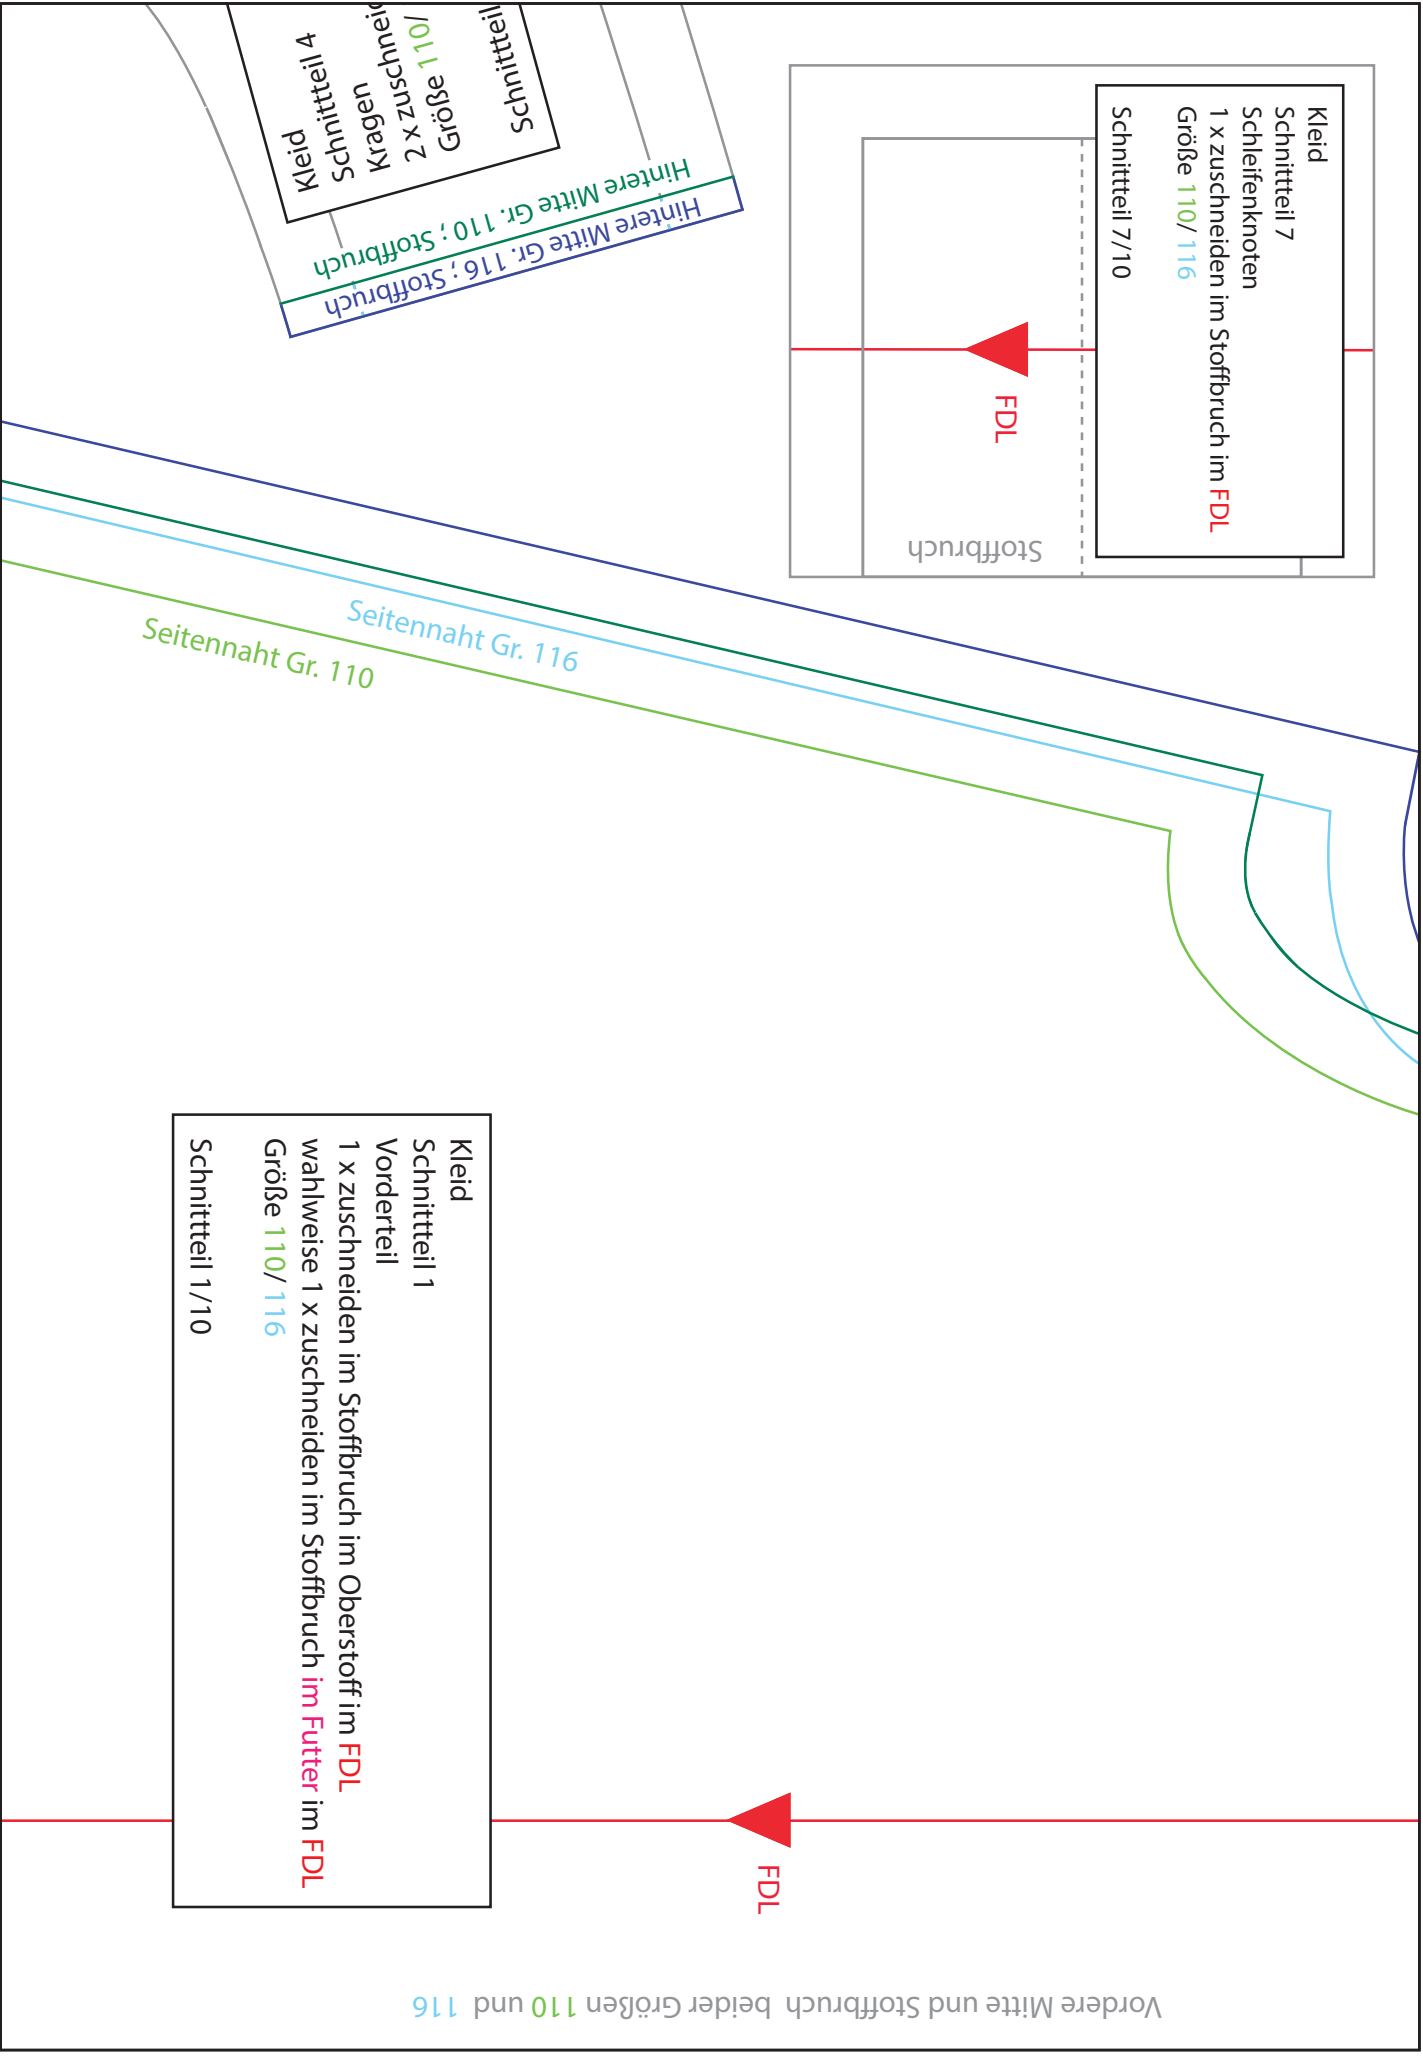 Kleid
Schnittteil 4
Kragen
2 x zuschneid
Größe 110/
Schnittteil
Hintere Mitte Gr. 110 ; Stoffbruch
Hintere Mitte Gr. 116 ; Stoffbruch
Kleid
Schnittteil 7
Schleifenknoten
1 x zuschneiden im Stoffbruch im FDL
Größe 110/ 116
Schnittteil 7/10
FDL
Stoffbruch
Seitennaht Gr. 116
Seitennaht Gr. 110
Kleid
Schnittteil 1
Vorderteil
1 x zuschneiden im Stoffbruch im Oberstoff im FDL
wahlweise 1 x zuschneiden im Stoffbruch im Futter im FDL
Größe 110/ 116
Schnittteil 1/10
FDL
Vordere Mitte und Stoffbruch beider Größen 110 und 116